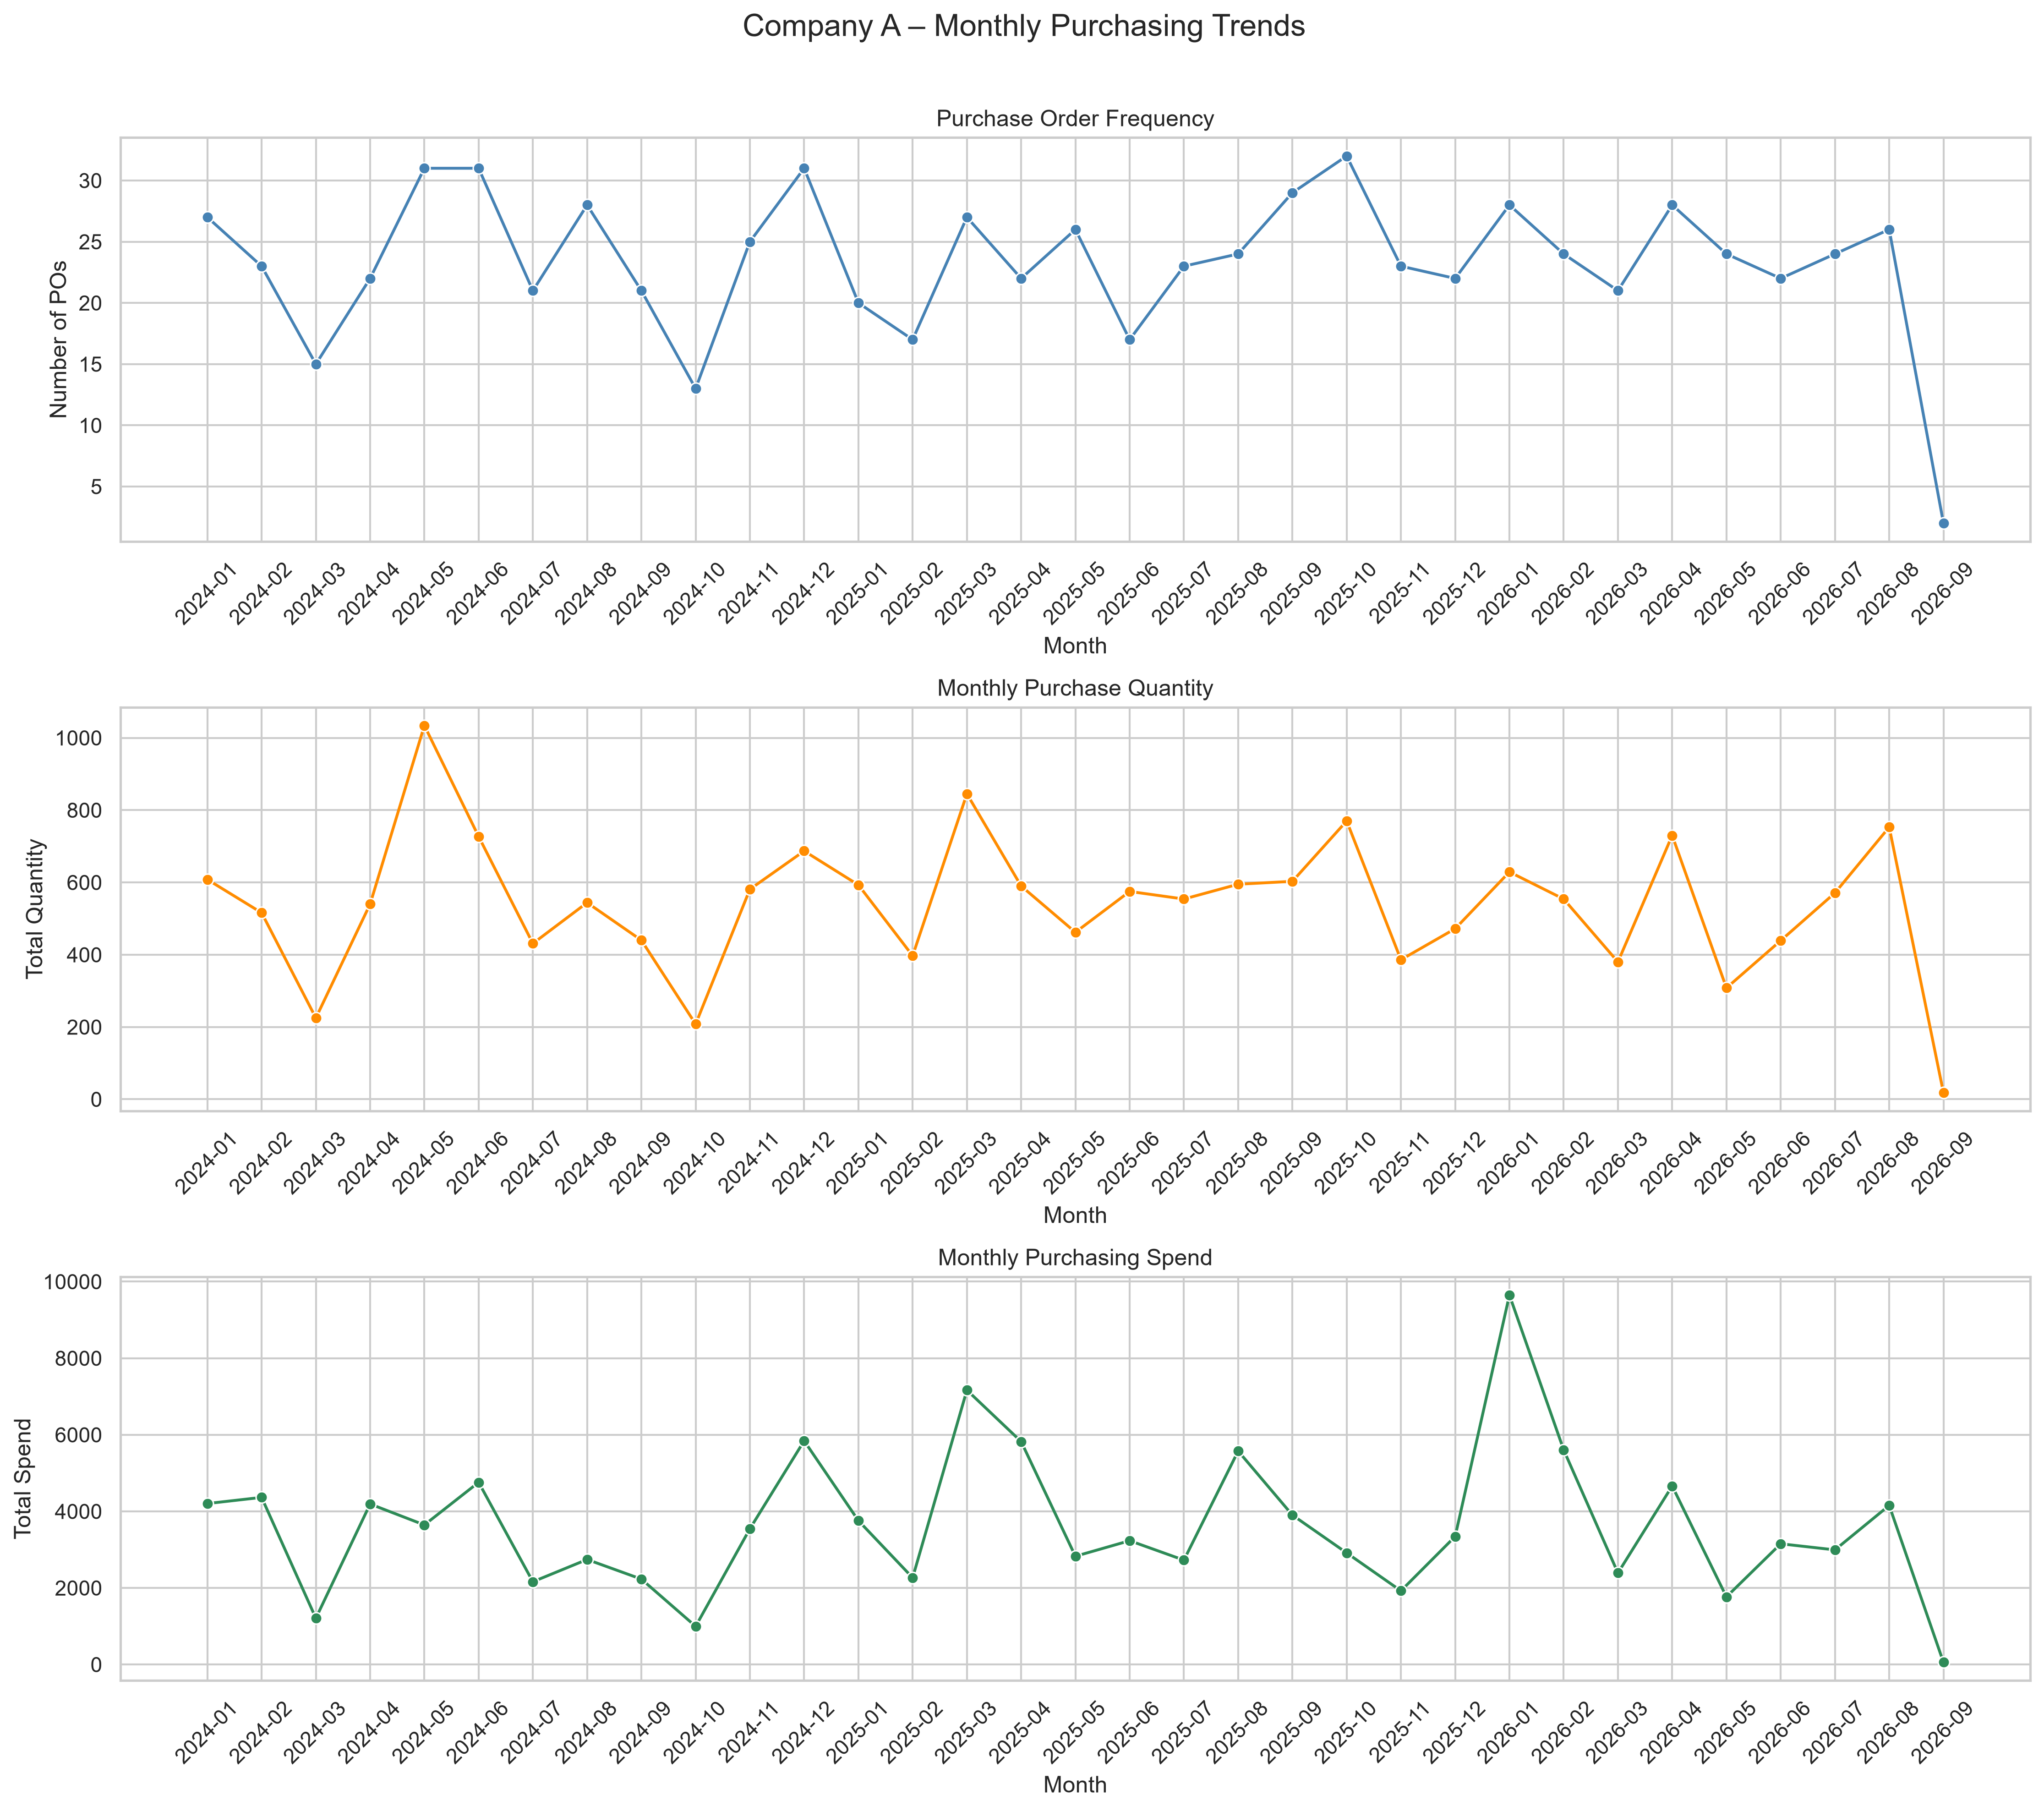 Company A – Monthly Purchasing Trends
Purchase Order Frequency
Number of POs
30
25
20
15
10
5
2024-01 2024-02 2024-03 2024-04 2024-05 2024-06 2024-07 2024-08 2024-09 2024-10 2024-11 2024-12 2025-01 2025-02 2025-03 2025-04 2025-05 2025-06 2025-07 2025-08 2025-09 2025-10 2025-11 2025-12 2026-01 2026-02 2026-03 2026-04 2026-05 2026-06 2026-07 2026-08 2026-09
Month
Monthly Purchase Quantity
Total Quantity
1000
800
600
400
200
0
2024-01 2024-02 2024-03 2024-04 2024-05 2024-06 2024-07 2024-08 2024-09 2024-10 2024-11 2024-12 2025-01 2025-02 2025-03 2025-04 2025-05 2025-06 2025-07 2025-08 2025-09 2025-10 2025-11 2025-12 2026-01 2026-02 2026-03 2026-04 2026-05 2026-06 2026-07 2026-08 2026-09
Month
Monthly Purchasing Spend
Total Spend
10000
8000
6000
4000
2000
0
2024-01 2024-02 2024-03 2024-04 2024-05 2024-06 2024-07 2024-08 2024-09 2024-10 2024-11 2024-12 2025-01 2025-02 2025-03 2025-04 2025-05 2025-06 2025-07 2025-08 2025-09 2025-10 2025-11 2025-12 2026-01 2026-02 2026-03 2026-04 2026-05 2026-06 2026-07 2026-08 2026-09
Month